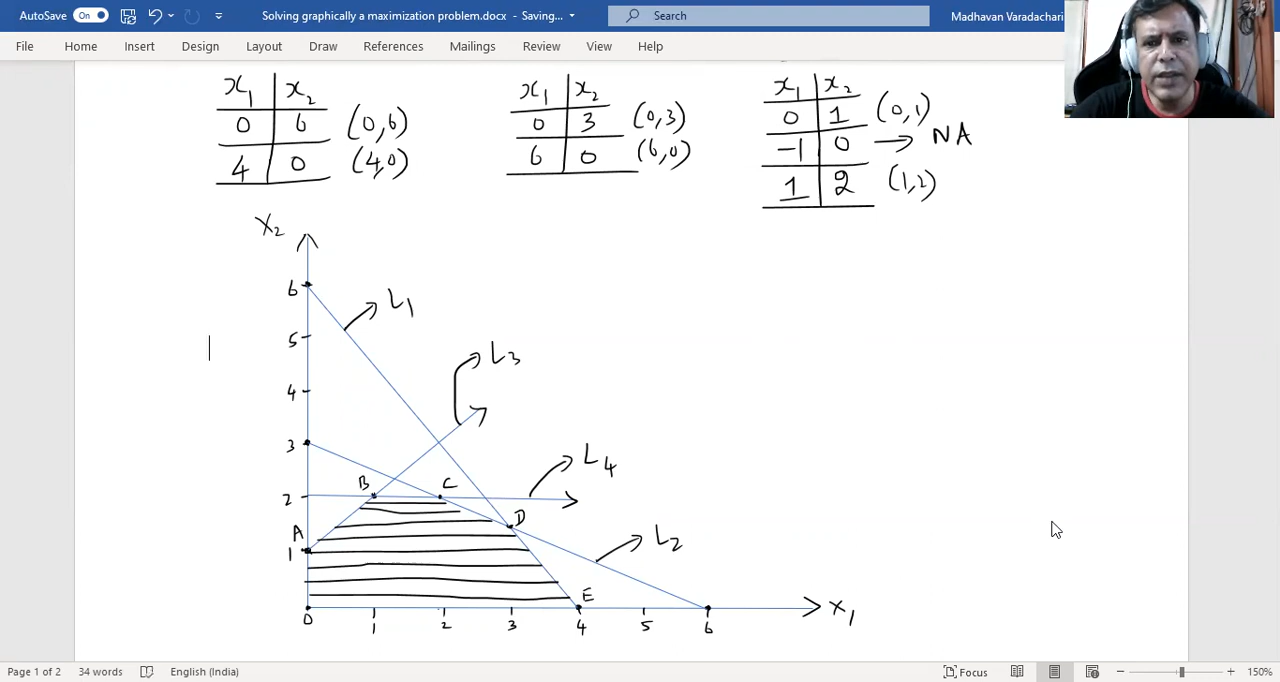 AutoSave On Solving graphically a maximization problem.docx - Saving... Search Madhavan Varadachari
File Home Insert Design Layout Draw References Mailings Review View Help
x₁ x₂
0 6 (0,6)
4 0 (4,0)
x₁ x₂
0 3 (0,3)
6 0 (6,0)
x₁ x₂
0 1 (0,1)
-1 0 → NA
1 2 (1,2)
X₂
6
L₁
5
L₃
4
3
L₄
B C
2
D
A
L₂
1
E
0 1 2 3 4 5 6 X₁
Page 1 of 2 34 words English (India) Focus 150%